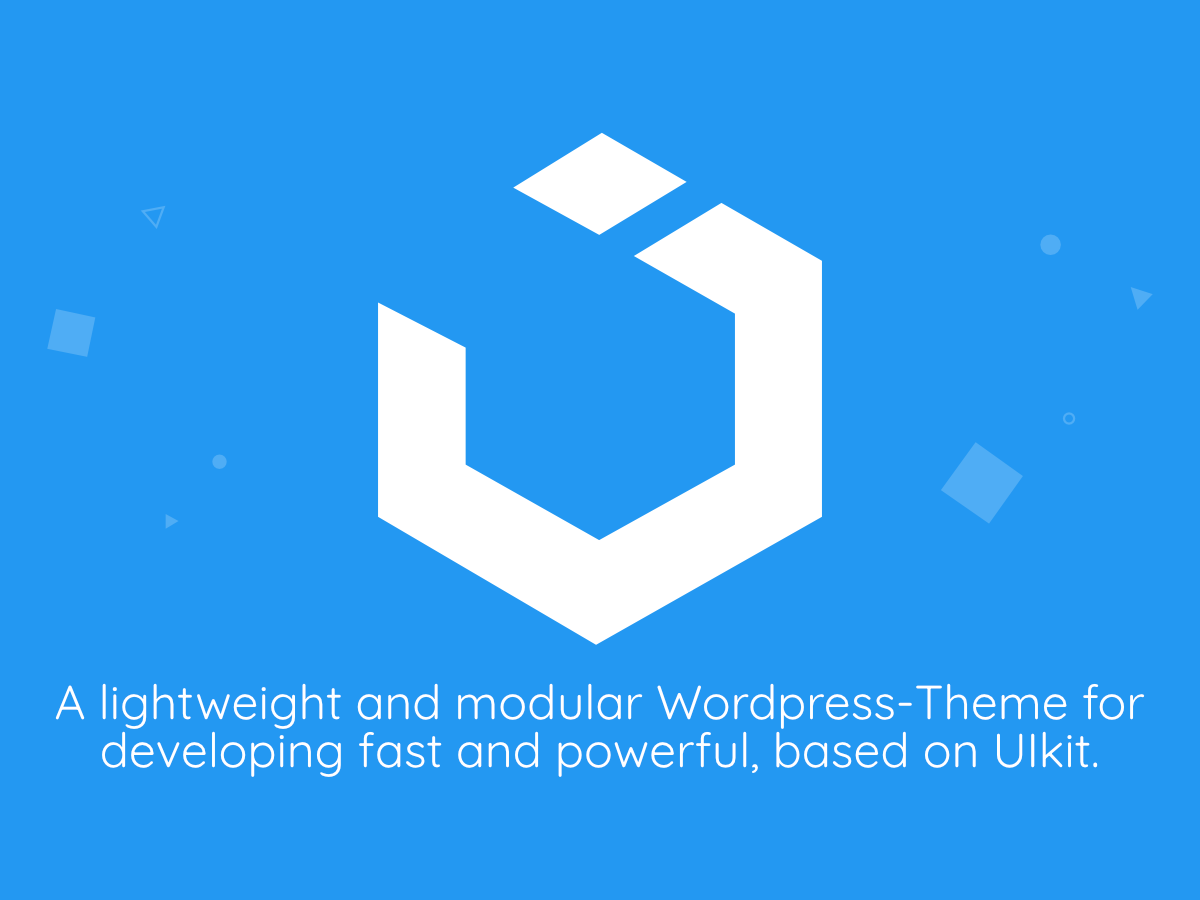 A lightweight and modular Wordpress-Theme for
developing fast and powerful, based on UIkit.